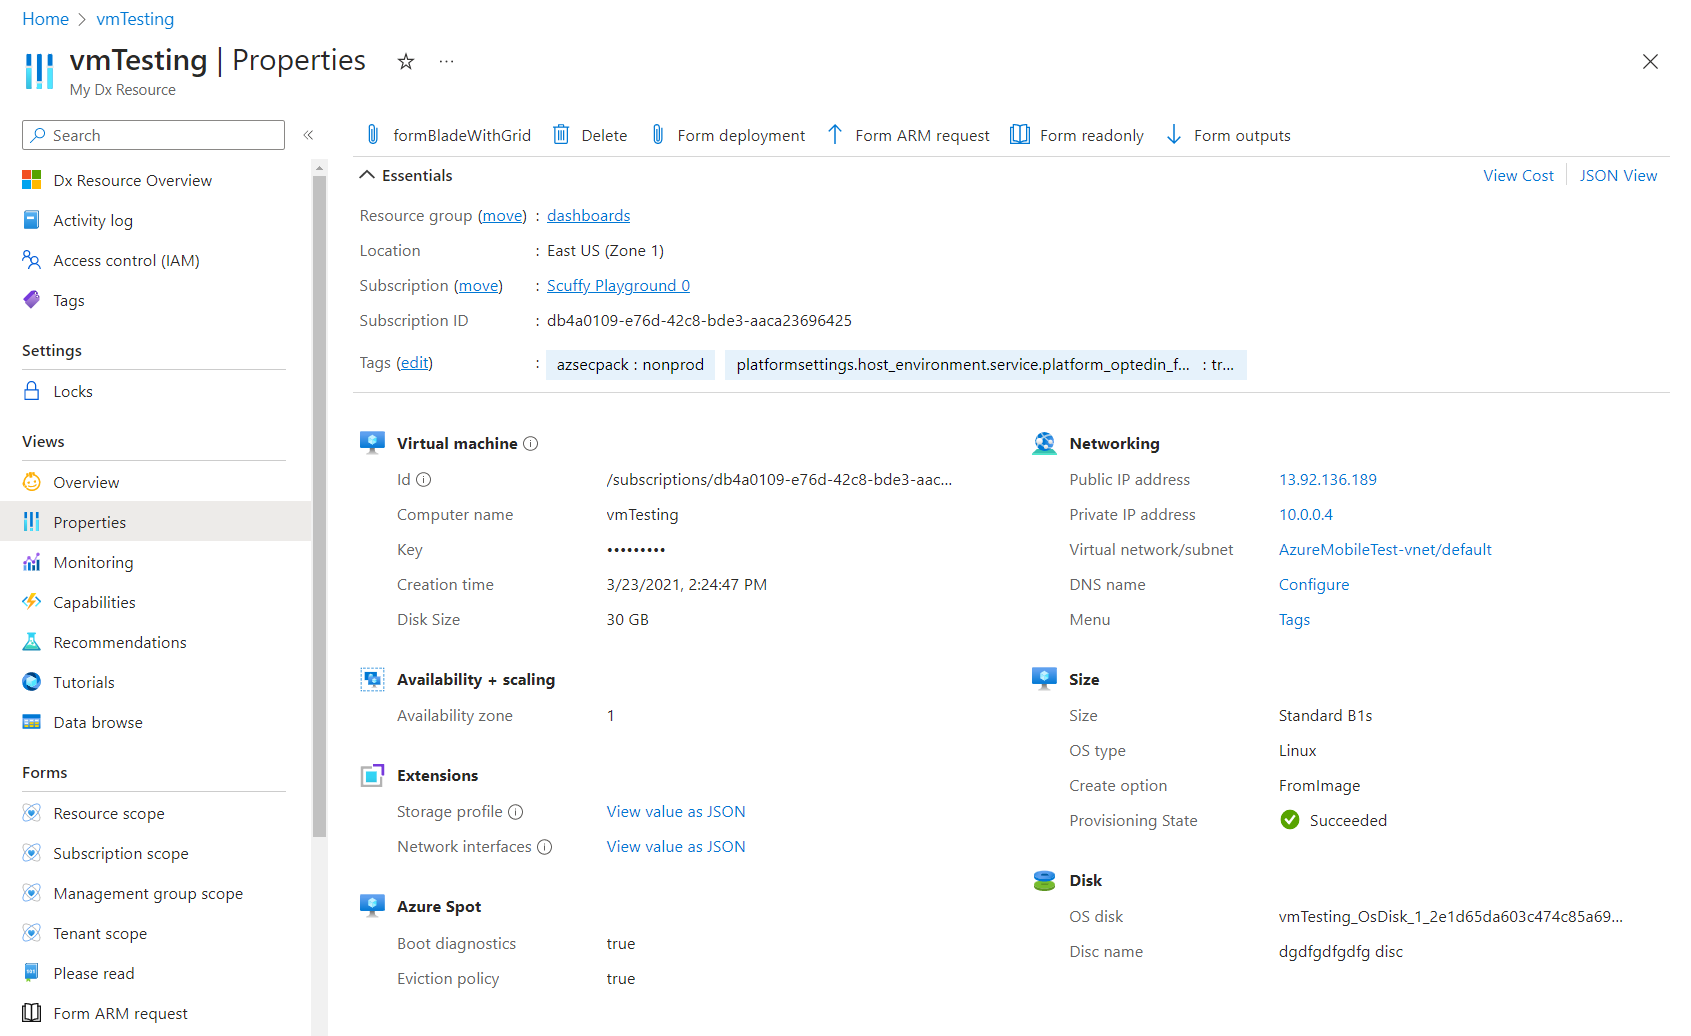 Home > vmTesting
vmTesting | Properties
My Dx Resource
Search
Dx Resource Overview
Activity log
Access control (IAM)
Tags
Settings
Locks
Views
Overview
Properties
Monitoring
Capabilities
Recommendations
Tutorials
Data browse
Forms
Resource scope
Subscription scope
Management group scope
Tenant scope
Please read
Form ARM request
formBladeWithGrid Delete Form deployment Form ARM request Form readonly Form outputs
Essentials
View Cost JSON View
Resource group (move) : dashboards
Location : East US (Zone 1)
Subscription (move) : Scuffy Playground 0
Subscription ID : db4a0109-e76d-42c8-bde3-aaca23696425
Tags (edit) : azsecpack : nonprod platformsettings.host_environment.service.platform_optedin_f... : tr...
Virtual machine
Id /subscriptions/db4a0109-e76d-42c8-bde3-aac...
Computer name vmTesting
Key •••••••••
Creation time 3/23/2021, 2:24:47 PM
Disk Size 30 GB
Availability + scaling
Availability zone 1
Extensions
Storage profile View value as JSON
Network interfaces View value as JSON
Azure Spot
Boot diagnostics true
Eviction policy true
Networking
Public IP address 13.92.136.189
Private IP address 10.0.0.4
Virtual network/subnet AzureMobileTest-vnet/default
DNS name Configure
Menu Tags
Size
Size Standard B1s
OS type Linux
Create option FromImage
Provisioning State Succeeded
Disk
OS disk vmTesting_OsDisk_1_2e1d65da603c474c85a69...
Disc name dgdfgdfgdfg disc